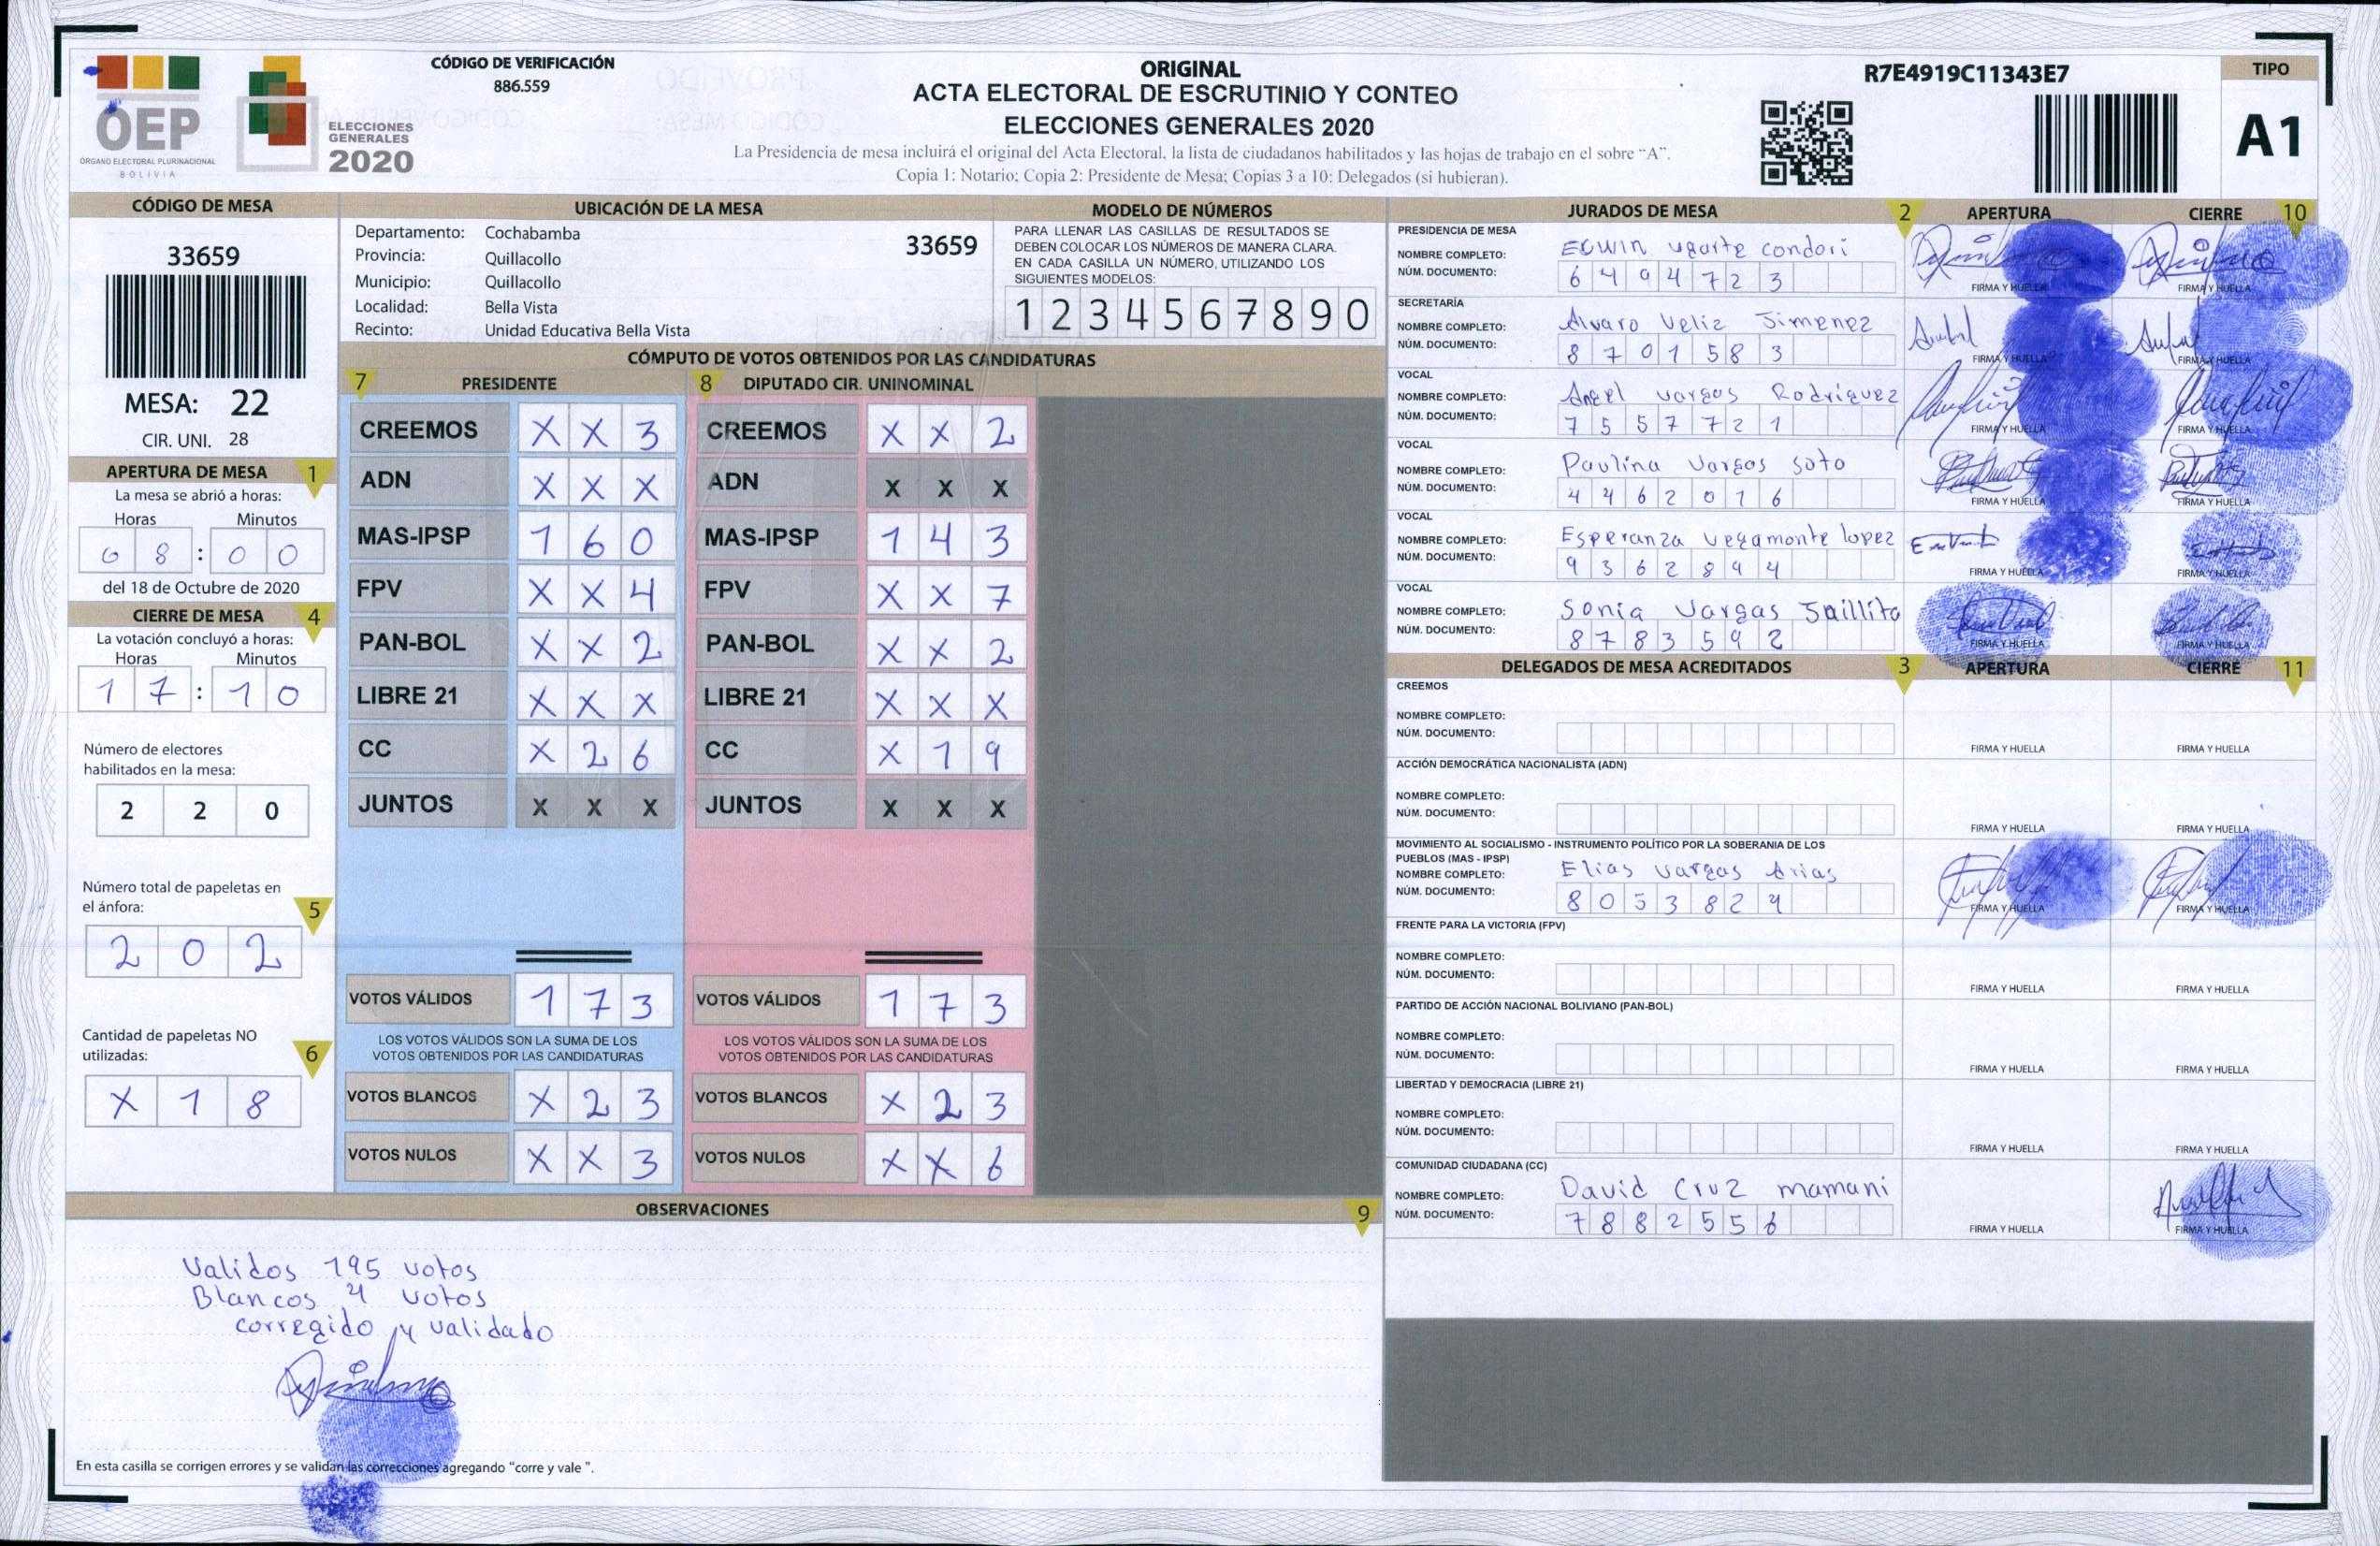 CÓDIGO DE VERIFICACIÓN
886.559
OEP
ÓRGANO ELECTORAL PLURINACIONAL
BOLIVIA
ELECCIONES
GENERALES
2020
ORIGINAL
ACTA ELECTORAL DE ESCRUTINIO Y CONTEO
ELECCIONES GENERALES 2020
La Presidencia de mesa incluirá el original del Acta Electoral, la lista de ciudadanos habilitados y las hojas de trabajo en el sobre "A".
Copia 1: Notario; Copia 2: Presidente de Mesa; Copias 3 a 10: Delegados (si hubieran).
R7E4919C11343E7
TIPO
A1
CÓDIGO DE MESA
33659
MESA: 22
CIR. UNI. 28
APERTURA DE MESA 1
La mesa se abrió a horas:
Horas Minutos
0 8 : 0 0
del 18 de Octubre de 2020
CIERRE DE MESA 4
La votación concluyó a horas:
Horas Minutos
1 7 : 1 0
Número de electores
habilitados en la mesa:
2 2 0
Número total de papeletas en
el ánfora: 5
2 0 2
Cantidad de papeletas NO
utilizadas: 6
X 1 8
UBICACIÓN DE LA MESA
Departamento: Cochabamba
33659
Provincia: Quillacollo
Municipio: Quillacollo
Localidad: Bella Vista
Recinto: Unidad Educativa Bella Vista
MODELO DE NÚMEROS
PARA LLENAR LAS CASILLAS DE RESULTADOS SE
DEBEN COLOCAR LOS NÚMEROS DE MANERA CLARA.
EN CADA CASILLA UN NÚMERO, UTILIZANDO LOS
SIGUIENTES MODELOS:
1 2 3 4 5 6 7 8 9 0
CÓMPUTO DE VOTOS OBTENIDOS POR LAS CANDIDATURAS
7 PRESIDENTE 8 DIPUTADO CIR. UNINOMINAL
CREEMOS X X 3 CREEMOS X X 2
ADN X X X ADN X X X
MAS-IPSP 1 6 0 MAS-IPSP 1 4 3
FPV X X 4 FPV X X 7
PAN-BOL X X 2 PAN-BOL X X 2
LIBRE 21 X X X LIBRE 21 X X X
CC X 2 6 CC X 1 9
JUNTOS X X X JUNTOS X X X
VOTOS VÁLIDOS 1 7 3 VOTOS VÁLIDOS 1 7 3
LOS VOTOS VÁLIDOS SON LA SUMA DE LOS LOS VOTOS VÁLIDOS SON LA SUMA DE LOS
VOTOS OBTENIDOS POR LAS CANDIDATURAS VOTOS OBTENIDOS POR LAS CANDIDATURAS
VOTOS BLANCOS X 2 3 VOTOS BLANCOS X 2 3
VOTOS NULOS X X 3 VOTOS NULOS X X 6
OBSERVACIONES 9
Validos 195 votos
Blancos 4 votos
corregido y validado
En esta casilla se corrigen errores y se validan las correcciones agregando "corre y vale ".
JURADOS DE MESA 2 APERTURA CIERRE 10
PRESIDENCIA DE MESA
NOMBRE COMPLETO: Edwin ugarte condori
NÚM. DOCUMENTO: 6 4 9 4 7 2 3
FIRMA Y HUELLA FIRMA Y HUELLA
SECRETARÍA
NOMBRE COMPLETO: Alvaro Veliz Jimenez
NÚM. DOCUMENTO: 8 7 0 1 5 8 3
FIRMA Y HUELLA FIRMA Y HUELLA
VOCAL
NOMBRE COMPLETO: Angel vargas Rodriguez
NÚM. DOCUMENTO: 7 5 5 7 7 2 1
FIRMA Y HUELLA FIRMA Y HUELLA
VOCAL
NOMBRE COMPLETO: Paulina Vargas soto
NÚM. DOCUMENTO: 4 4 6 2 0 1 6
FIRMA Y HUELLA FIRMA Y HUELLA
VOCAL
NOMBRE COMPLETO: Esperanza vegamonte lopez
NÚM. DOCUMENTO: 9 3 6 2 8 9 4
FIRMA Y HUELLA FIRMA Y HUELLA
VOCAL
NOMBRE COMPLETO: Sonia Vargas Jaillita
NÚM. DOCUMENTO: 8 7 8 3 5 9 2
FIRMA Y HUELLA FIRMA Y HUELLA
DELEGADOS DE MESA ACREDITADOS 3 APERTURA CIERRE 11
CREEMOS
NOMBRE COMPLETO:
NÚM. DOCUMENTO:
FIRMA Y HUELLA FIRMA Y HUELLA
ACCIÓN DEMOCRÁTICA NACIONALISTA (ADN)
NOMBRE COMPLETO:
NÚM. DOCUMENTO:
FIRMA Y HUELLA FIRMA Y HUELLA
MOVIMIENTO AL SOCIALISMO - INSTRUMENTO POLÍTICO POR LA SOBERANIA DE LOS
PUEBLOS (MAS - IPSP)
NOMBRE COMPLETO: Elias vargas Arias
NÚM. DOCUMENTO: 8 0 5 3 8 2 4
FIRMA Y HUELLA FIRMA Y HUELLA
FRENTE PARA LA VICTORIA (FPV)
NOMBRE COMPLETO:
NÚM. DOCUMENTO:
FIRMA Y HUELLA FIRMA Y HUELLA
PARTIDO DE ACCIÓN NACIONAL BOLIVIANO (PAN-BOL)
NOMBRE COMPLETO:
NÚM. DOCUMENTO:
FIRMA Y HUELLA FIRMA Y HUELLA
LIBERTAD Y DEMOCRACIA (LIBRE 21)
NOMBRE COMPLETO:
NÚM. DOCUMENTO:
FIRMA Y HUELLA FIRMA Y HUELLA
COMUNIDAD CIUDADANA (CC)
NOMBRE COMPLETO: David Cruz mamani
NÚM. DOCUMENTO: 7 8 8 2 5 5 6
FIRMA Y HUELLA FIRMA Y HUELLA